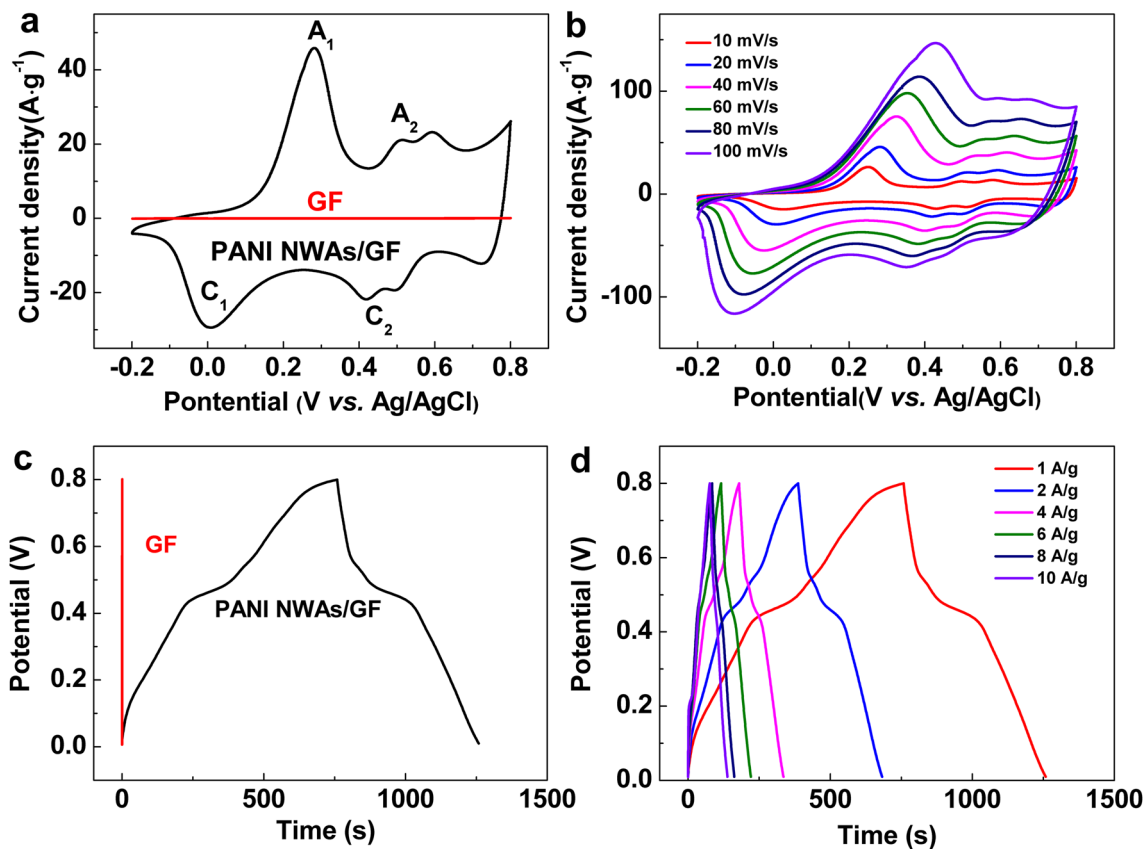 a
A₁
A₂
GF
PANI NWAs/GF
C₁
C₂
40
20
0
-20
Current density(A·g⁻¹)
-0.2 0.0 0.2 0.4 0.6 0.8
Pontential (V vs. Ag/AgCl)
b
10 mV/s
20 mV/s
40 mV/s
60 mV/s
80 mV/s
100 mV/s
100
0
-100
Current density(A·g⁻¹)
-0.2 0.0 0.2 0.4 0.6 0.8
Pontential(V vs. Ag/AgCl)
c
GF
PANI NWAs/GF
0.8
0.6
0.4
0.2
0.0
Potential (V)
0 500 1000 1500
Time (s)
d
1 A/g
2 A/g
4 A/g
6 A/g
8 A/g
10 A/g
0.8
0.6
0.4
0.2
0.0
Potential (V)
0 500 1000 1500
Time (s)